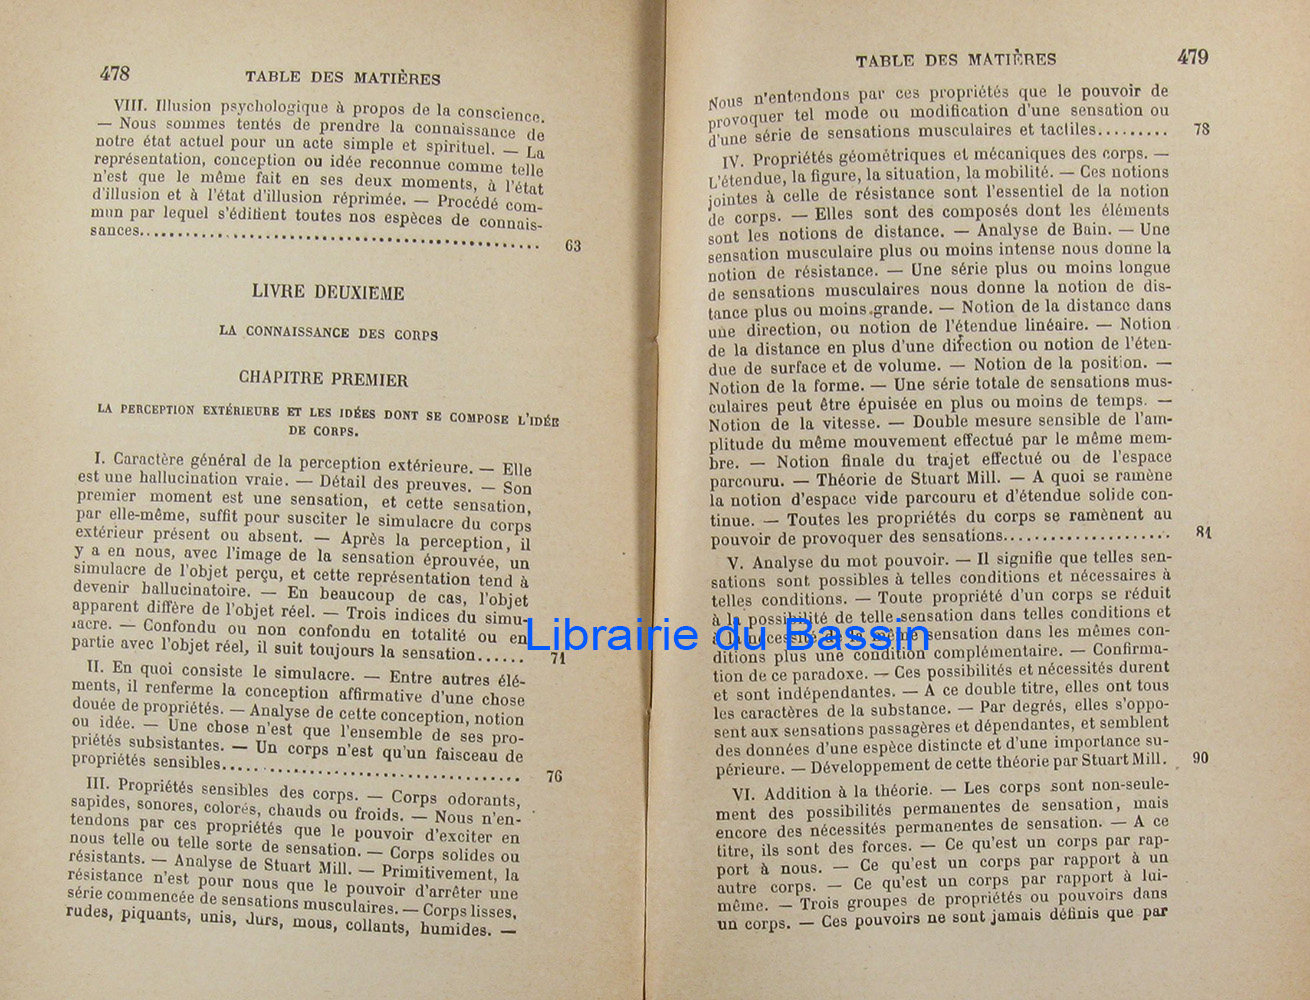 478
TABLE DES MATIÈRES
VIII. Illusion psychologique à propos de la conscience.
— Nous sommes tentés de prendre la connaissance de
notre état actuel pour un acte simple et spirituel. — La
représentation, conception ou idée reconnue comme telle
n'est que le même fait en ses deux moments, à l'état
d'illusion et à l'état d'illusion réprimée. — Procédé com-
mun par lequel s'édifient toutes nos espèces de connais-
sances.................................................... 63
LIVRE DEUXIEME
LA CONNAISSANCE DES CORPS
CHAPITRE PREMIER
LA PERCEPTION EXTÉRIEURE ET LES IDÉES DONT SE COMPOSE L'IDÉE
DE CORPS.
I. Caractère général de la perception extérieure. — Elle
est une hallucination vraie. — Détail des preuves. — Son
premier moment est une sensation, et cette sensation,
par elle-même, suffit pour susciter le simulacre du corps
extérieur présent ou absent. — Après la perception, il
y a en nous, avec l'image de la sensation éprouvée, un
simulacre de l'objet perçu, et cette représentation tend à
devenir hallucinatoire. — En beaucoup de cas, l'objet
apparent diffère de l'objet réel. — Trois indices du simu-
lacre. — Confondu ou non confondu en totalité ou en
partie avec l'objet réel, il suit toujours la sensation...... 71
II. En quoi consiste le simulacre. — Entre autres élé-
ments, il renferme la conception affirmative d'une chose
douée de propriétés. — Analyse de cette conception, notion
ou idée. — Une chose n'est que l'ensemble de ses pro-
priétés subsistantes. — Un corps n'est qu'un faisceau de
propriétés sensibles.................................... 76
III. Propriétés sensibles des corps. — Corps odorants,
sapides, sonores, colorés, chauds ou froids. — Nous n'en-
tendons par ces propriétés que le pouvoir d'exciter en
nous telle ou telle sorte de sensation. — Corps solides ou
résistants. — Analyse de Stuart Mill. — Primitivement, la
résistance n'est pour nous que le pouvoir d'arrêter une
série commencée de sensations musculaires. — Corps lisses,
rudes, piquants, unis, durs, mous, collants, humides. —
TABLE DES MATIÈRES
479
Nous n'entendons par ces propriétés que le pouvoir de
provoquer tel mode ou modification d'une sensation ou
d'une série de sensations musculaires et tactiles......... 78
IV. Propriétés géométriques et mécaniques des corps. —
L'étendue, la figure, la situation, la mobilité. — Ces notions
jointes à celle de résistance sont l'essentiel de la notion
de corps. — Elles sont des composés dont les éléments
sont les notions de distance. — Analyse de Bain. — Une
sensation musculaire plus ou moins intense nous donne la
notion de résistance. — Une série plus ou moins longue
de sensations musculaires nous donne la notion de dis-
tance plus ou moins grande. — Notion de la distance dans
une direction, ou notion de l'étendue linéaire. — Notion
de la distance en plus d'une direction ou notion de l'éten-
due de surface et de volume. — Notion de la position. —
Notion de la forme. — Une série totale de sensations mus-
culaires peut être épuisée en plus ou moins de temps. —
Notion de la vitesse. — Double mesure sensible de l'am-
plitude du même mouvement effectué par le même mem-
bre. — Notion finale du trajet effectué ou de l'espace
parcouru. — Théorie de Stuart Mill. — A quoi se ramène
la notion d'espace vide parcouru et d'étendue solide con-
tinue. — Toutes les propriétés du corps se ramènent au
pouvoir de provoquer des sensations.................... 81
V. Analyse du mot pouvoir. — Il signifie que telles sen-
sations sont possibles à telles conditions et nécessaires à
telles conditions. — Toute propriété d'un corps se réduit
à la possibilité de telle sensation dans telles conditions et
à la nécessité de la même sensation dans les mêmes con-
ditions plus une condition complémentaire. — Confirma-
tion de ce paradoxe. — Ces possibilités et nécessités durent
et sont indépendantes. — A ce double titre, elles ont tous
les caractères de la substance. — Par degrés, elles s'oppo-
sent aux sensations passagères et dépendantes, et semblent
des données d'une espèce distincte et d'une importance su-
périeure. — Développement de cette théorie par Stuart Mill. . 90
VI. Addition à la théorie. — Les corps sont non-seule-
ment des possibilités permanentes de sensation, mais
encore des nécessités permanentes de sensation. — A ce
titre, ils sont des forces. — Ce qu'est un corps par rap-
port à nous. — Ce qu'est un corps par rapport à un
autre corps. — Ce qu'est un corps par rapport à lui-
même. — Trois groupes de propriétés ou pouvoirs dans
un corps. — Ces pouvoirs ne sont jamais définis que par
Librairie du Bassin